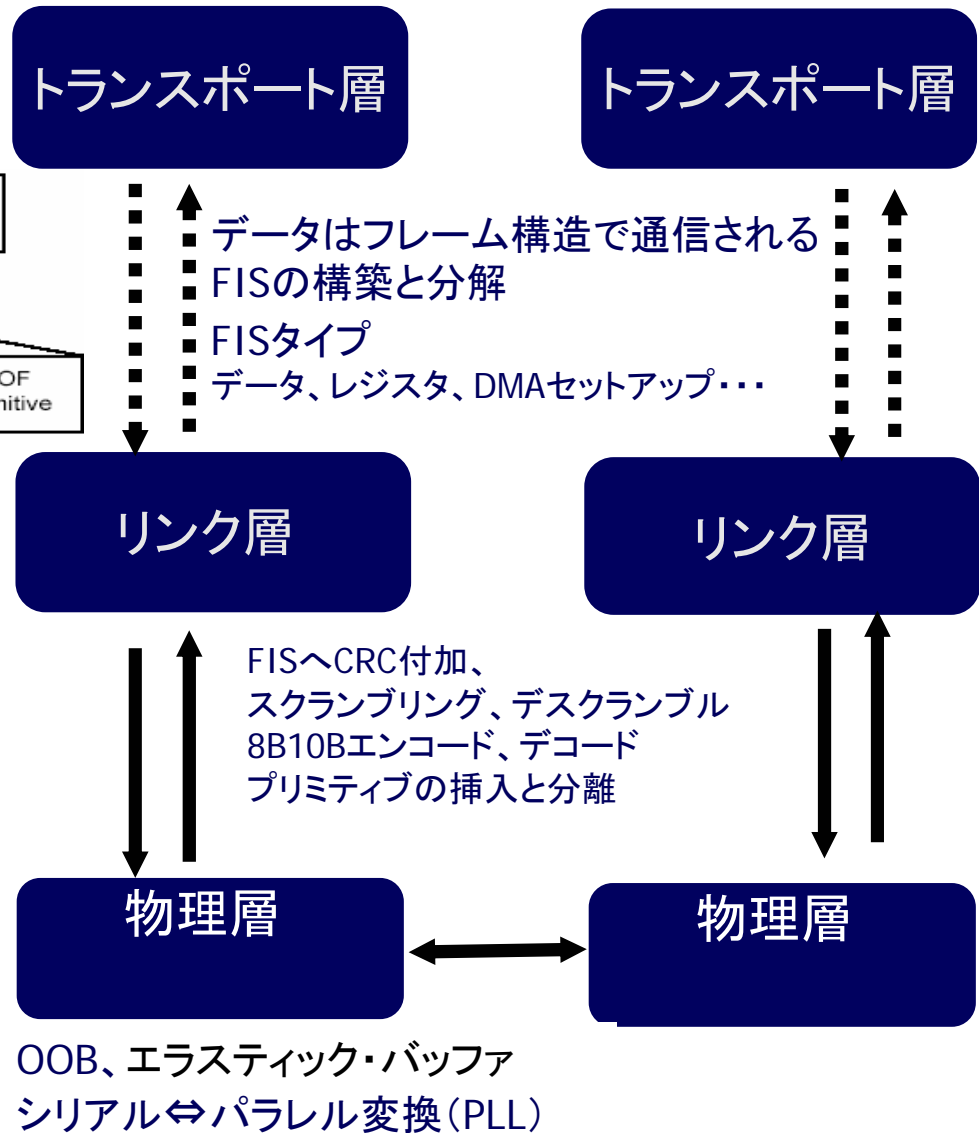 トランスポート層
トランスポート層
データはフレーム構造で通信される
FISの構築と分解
FISタイプ
データ、レジスタ、DMAセットアップ・・・
OF
nitive
リンク層
リンク層
FISへCRC付加、
スクランブリング、デスクランブル
8B10Bエンコード、デコード
プリミティブの挿入と分離
物理層
物理層
OOB、エラスティック・バッファ
シリアル⇔パラレル変換(PLL)